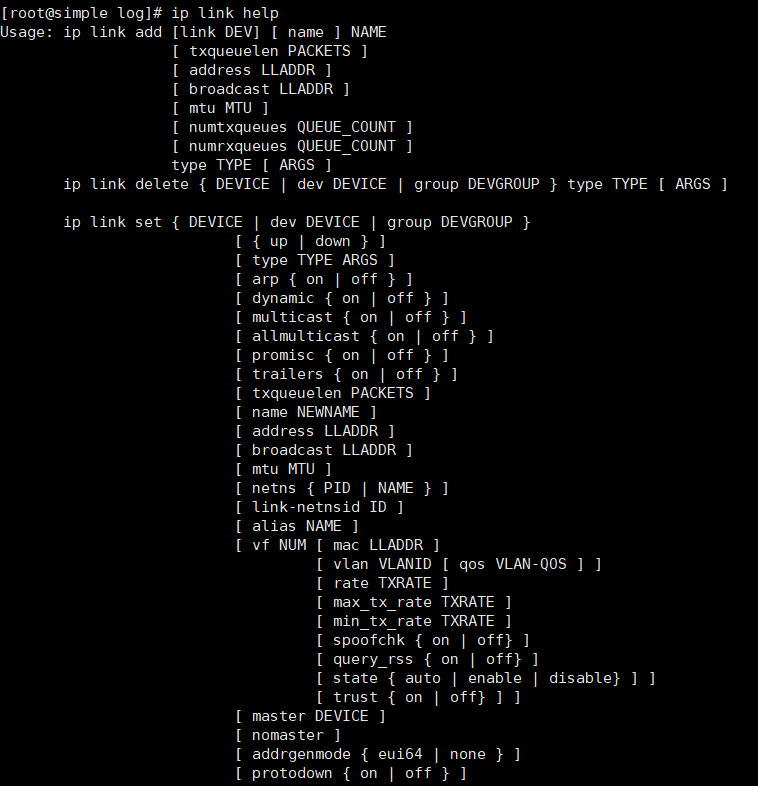 [root@simple log]# ip link help
Usage: ip link add [link DEV] [ name ] NAME
                   [ txqueuelen PACKETS ]
                   [ address LLADDR ]
                   [ broadcast LLADDR ]
                   [ mtu MTU ]
                   [ numtxqueues QUEUE_COUNT ]
                   [ numrxqueues QUEUE_COUNT ]
                   type TYPE [ ARGS ]
       ip link delete { DEVICE | dev DEVICE | group DEVGROUP } type TYPE [ ARGS ]

       ip link set { DEVICE | dev DEVICE | group DEVGROUP }
                          [ { up | down } ]
                          [ type TYPE ARGS ]
                          [ arp { on | off } ]
                          [ dynamic { on | off } ]
                          [ multicast { on | off } ]
                          [ allmulticast { on | off } ]
                          [ promisc { on | off } ]
                          [ trailers { on | off } ]
                          [ txqueuelen PACKETS ]
                          [ name NEWNAME ]
                          [ address LLADDR ]
                          [ broadcast LLADDR ]
                          [ mtu MTU ]
                          [ netns { PID | NAME } ]
                          [ link-netnsid ID ]
                          [ alias NAME ]
                          [ vf NUM [ mac LLADDR ]
                                   [ vlan VLANID [ qos VLAN-QOS ] ]
                                   [ rate TXRATE ]
                                   [ max_tx_rate TXRATE ]
                                   [ min_tx_rate TXRATE ]
                                   [ spoofchk { on | off} ]
                                   [ query_rss { on | off} ]
                                   [ state { auto | enable | disable} ] ]
                                   [ trust { on | off} ] ]
                          [ master DEVICE ]
                          [ nomaster ]
                          [ addrgenmode { eui64 | none } ]
                          [ protodown { on | off } ]